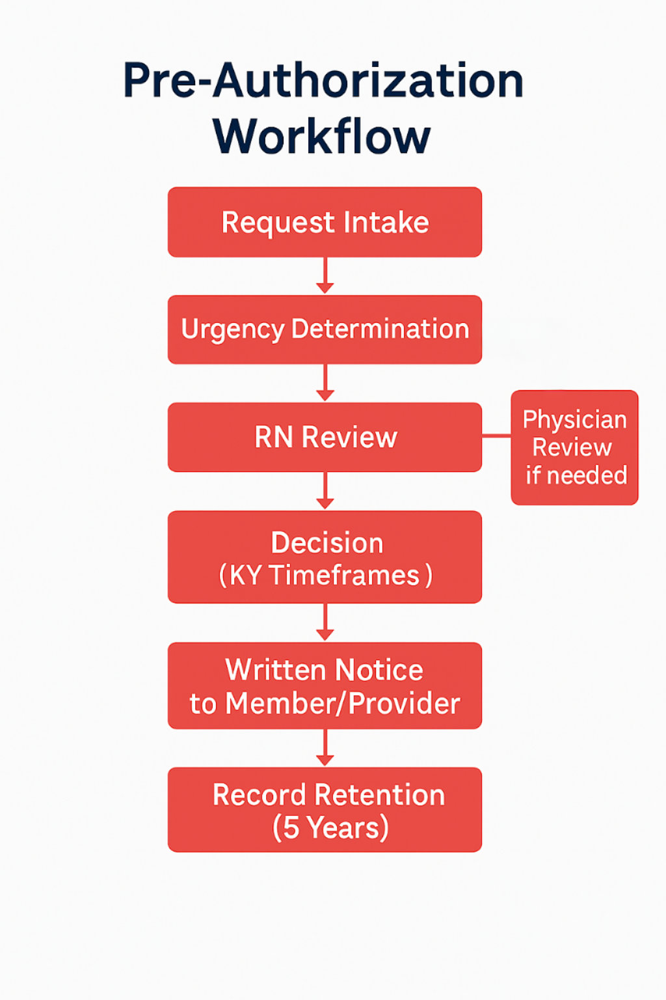 Pre-Authorization
Workflow
Request Intake
Urgency Determination
RN Review
Physician
Review
if needed
Decision
(KY Timeframes )
Written Notice
to Member/Provider
Record Retention
(5 Years)